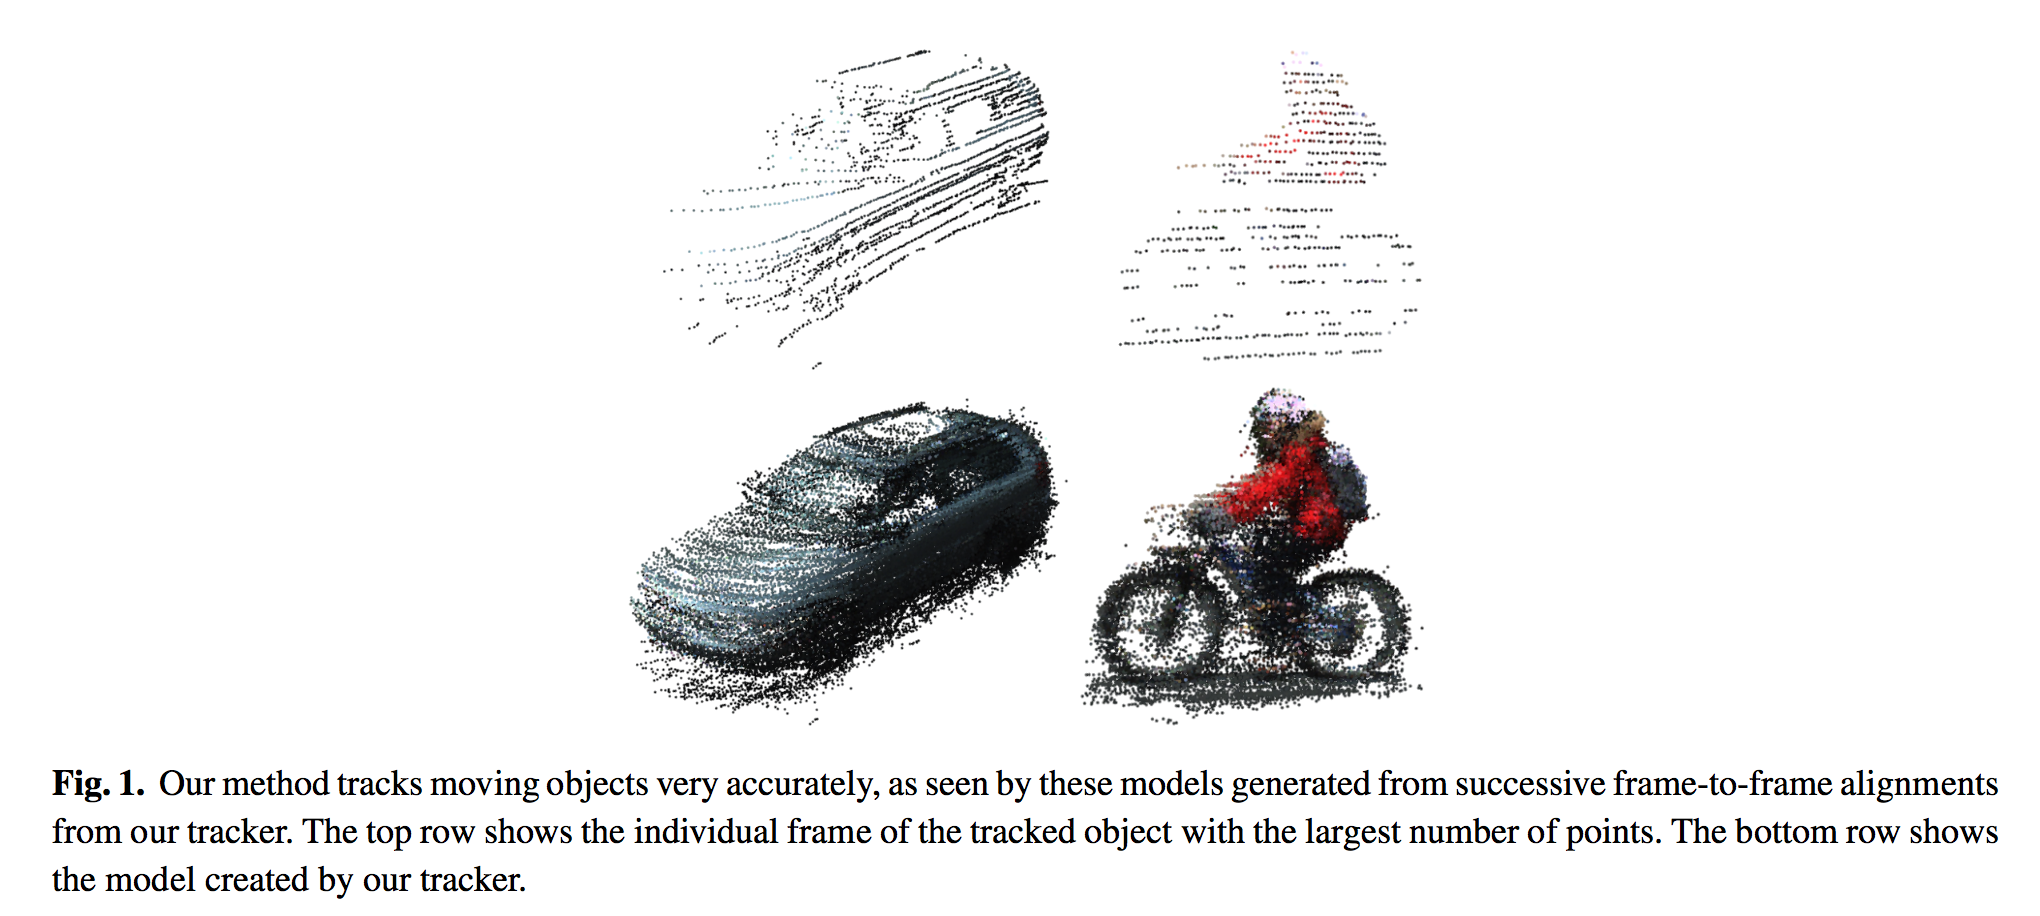 Fig. 1. Our method tracks moving objects very accurately, as seen by these models generated from successive frame-to-frame alignments
from our tracker. The top row shows the individual frame of the tracked object with the largest number of points. The bottom row shows
the model created by our tracker.